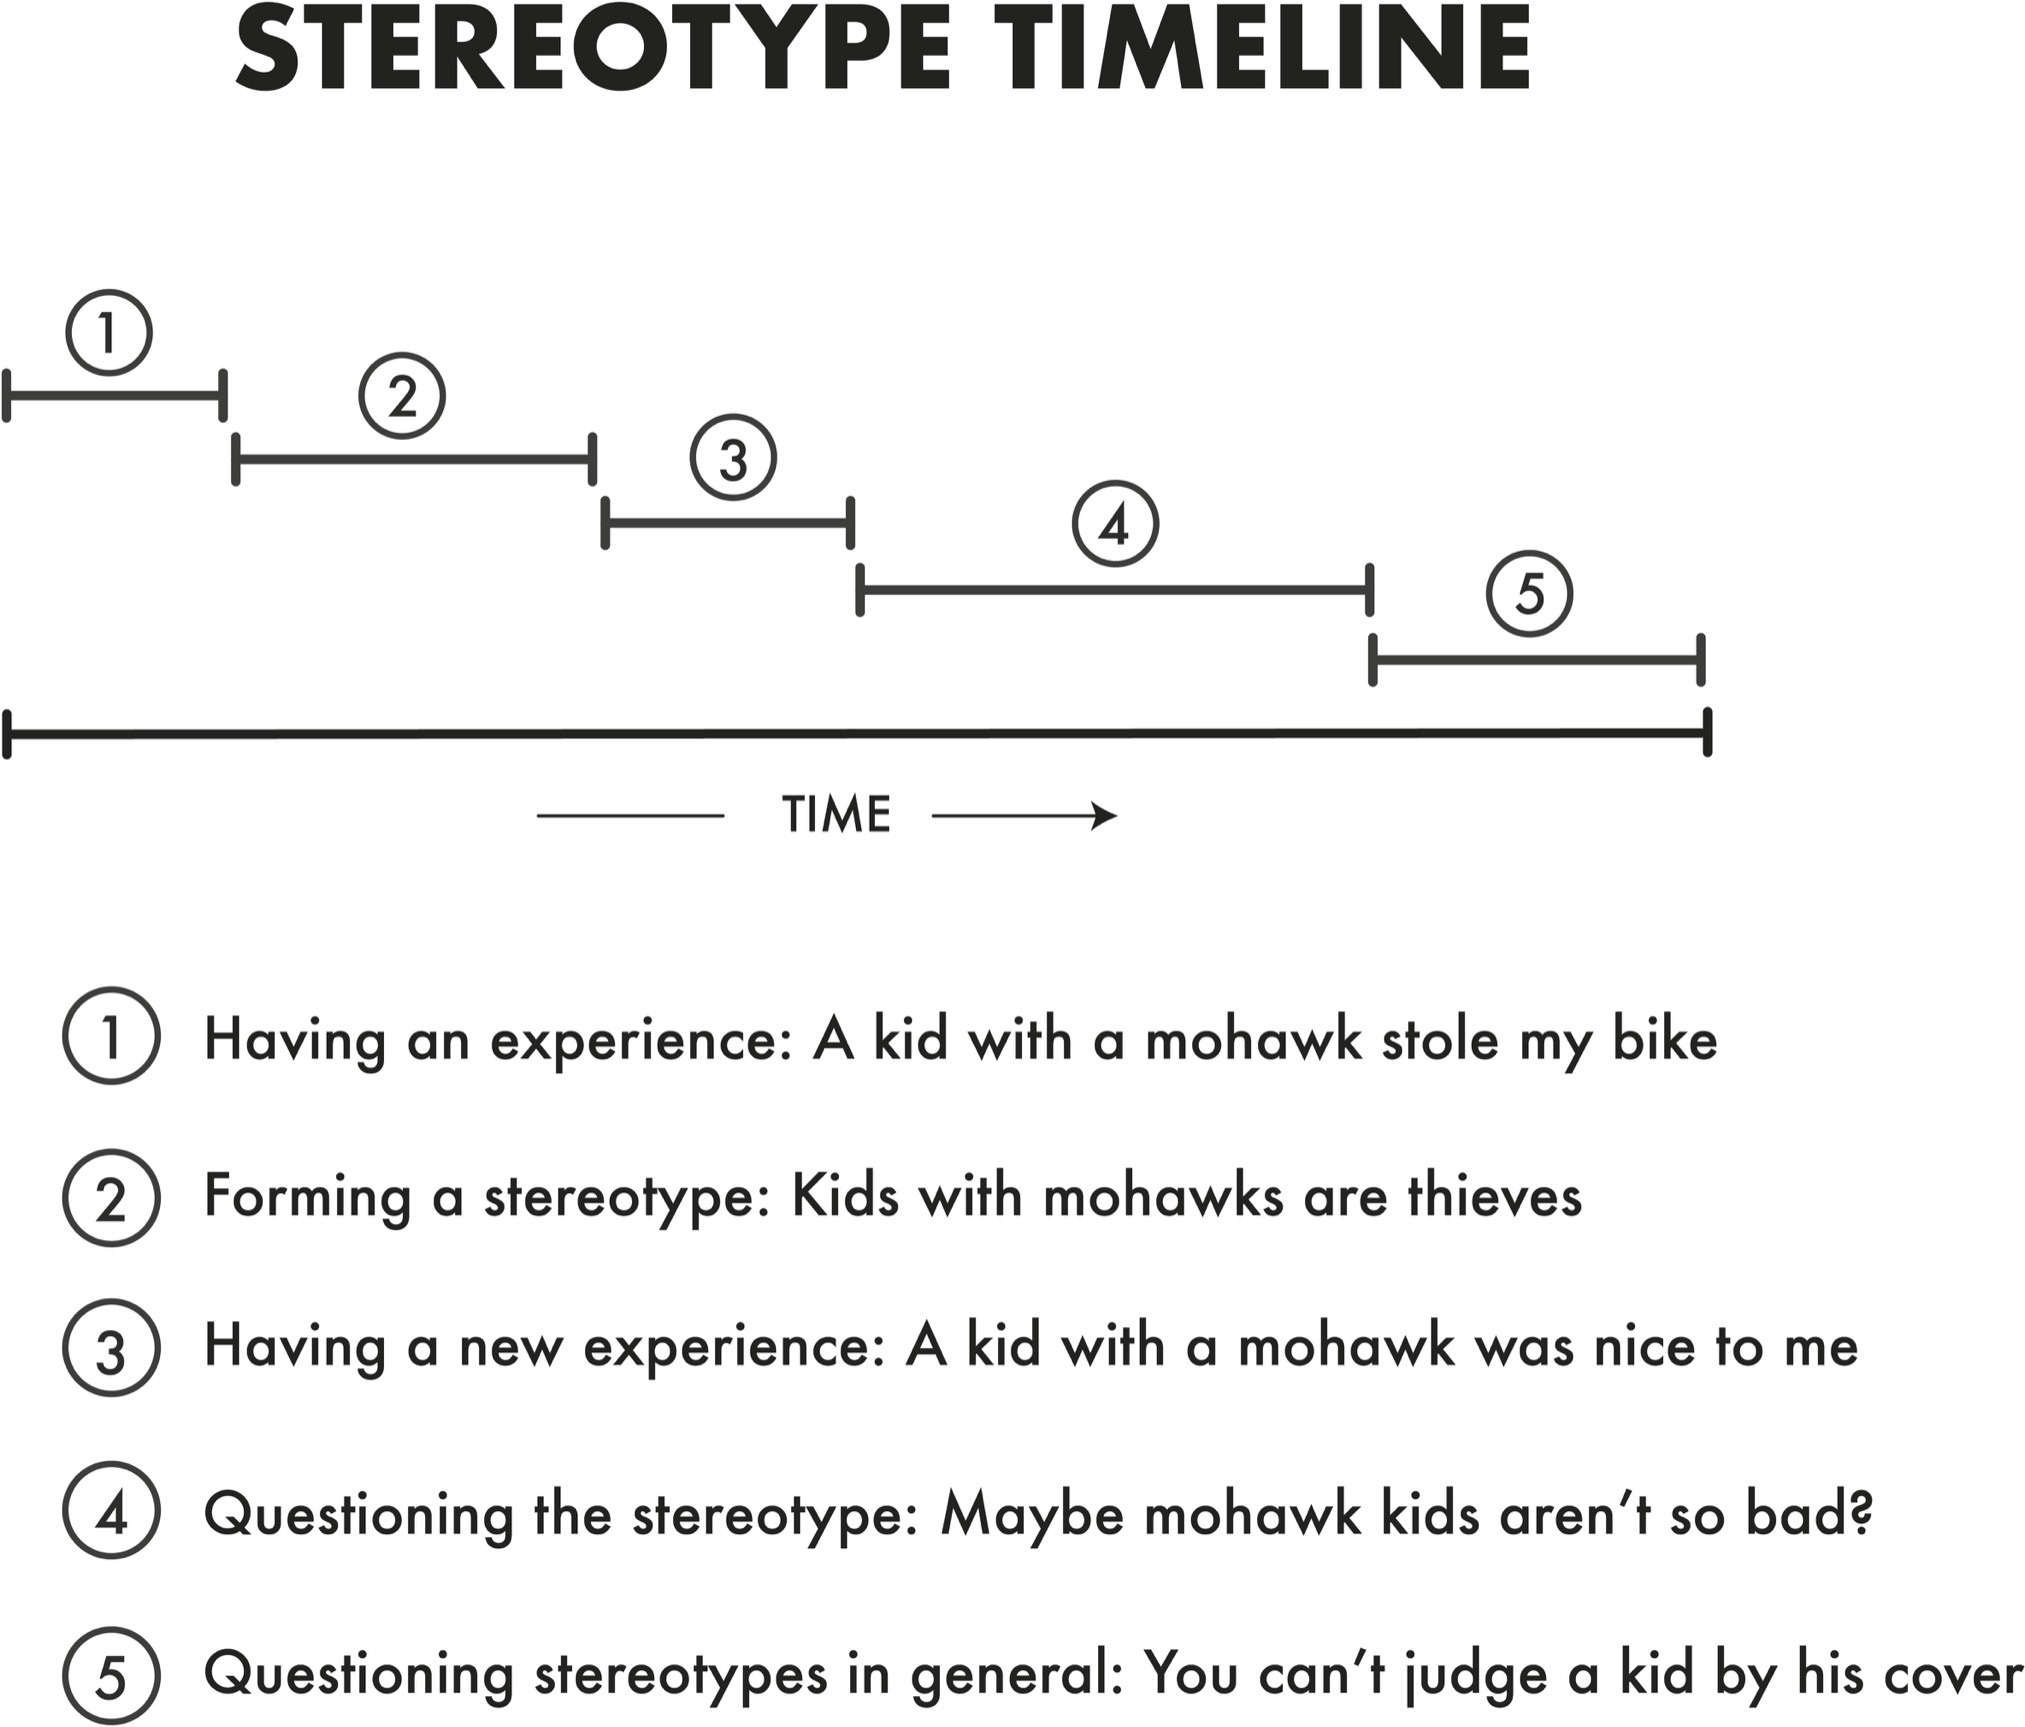 STEREOTYPE TIMELINE
1
2
3
4
5
TIME
1 Having an experience: A kid with a mohawk stole my bike
2 Forming a stereotype: Kids with mohawks are thieves
3 Having a new experience: A kid with a mohawk was nice to me
4 Questioning the stereotype: Maybe mohawk kids aren't so bad?
5 Questioning stereotypes in general: You can't judge a kid by his cover